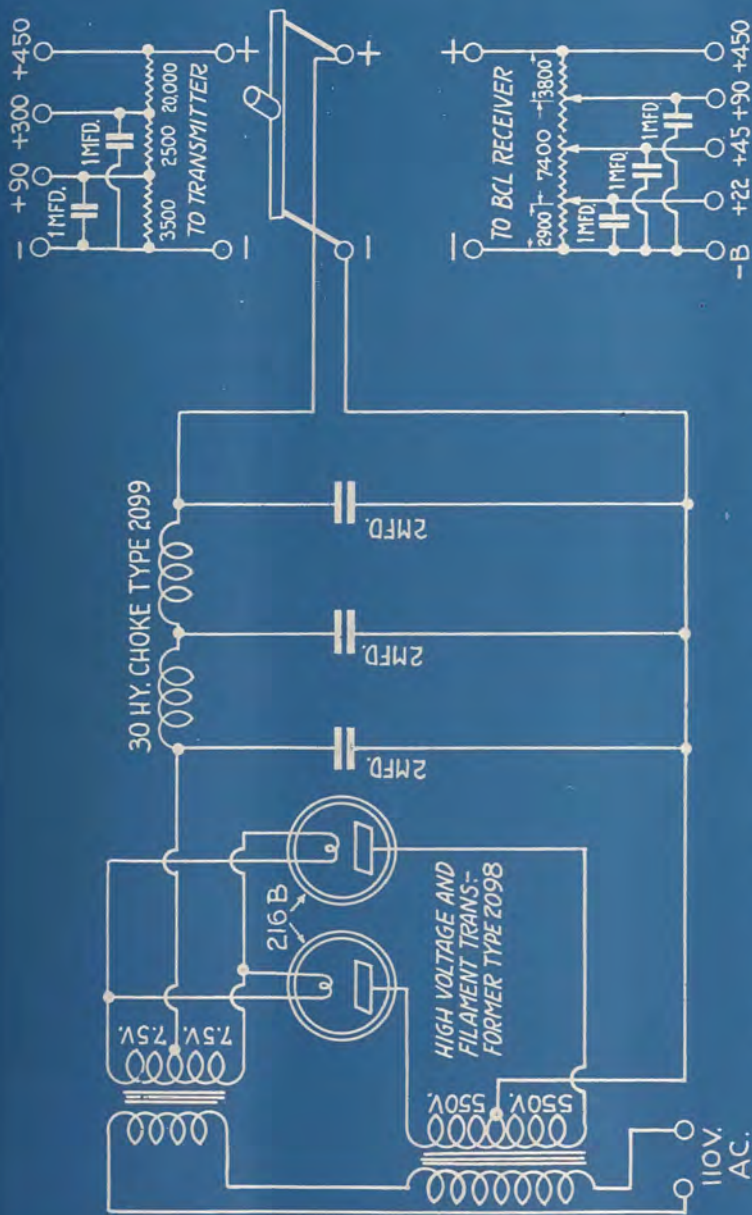 − +90 +300 +450
1MFD. 1MFD.
3500 2500 20,000
TO TRANSMITTER
− +
− +
− +
TO BCL RECEIVER
2900 7400 3800
1MFD. 1MFD. 1MFD.
−B +22 +45 +90 +450
30 HY. CHOKE TYPE 2099
2MFD.
2MFD.
2MFD.
216 B
7.5V. 7.5V.
HIGH VOLTAGE AND
FILAMENT TRANS-
FORMER TYPE 2098
550V. 550V.
110V.
AC.